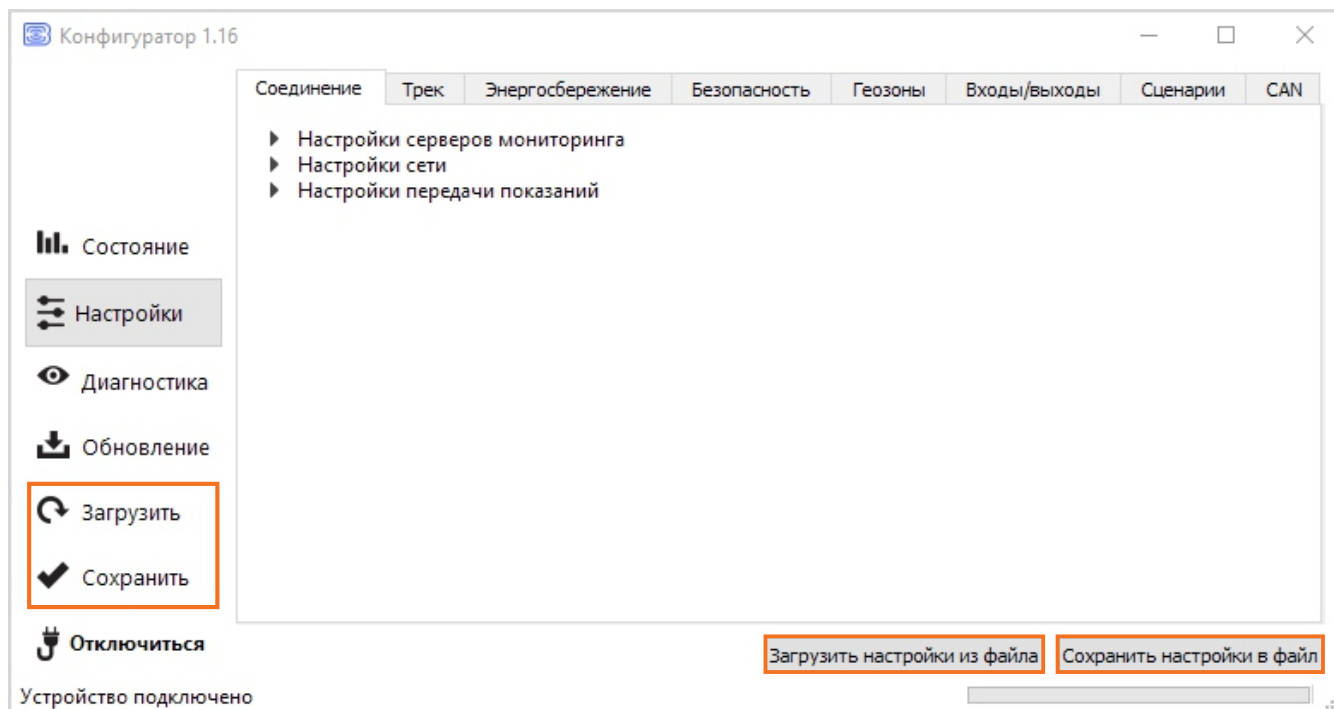 Конфигуратор 1.16
Соединение Трек Энергосбережение Безопасность Геозоны Входы/выходы Сценарии CAN
Настройки серверов мониторинга
Настройки сети
Настройки передачи показаний
Состояние
Настройки
Диагностика
Обновление
Загрузить
Сохранить
Отключиться
Загрузить настройки из файла Сохранить настройки в файл
Устройство подключено